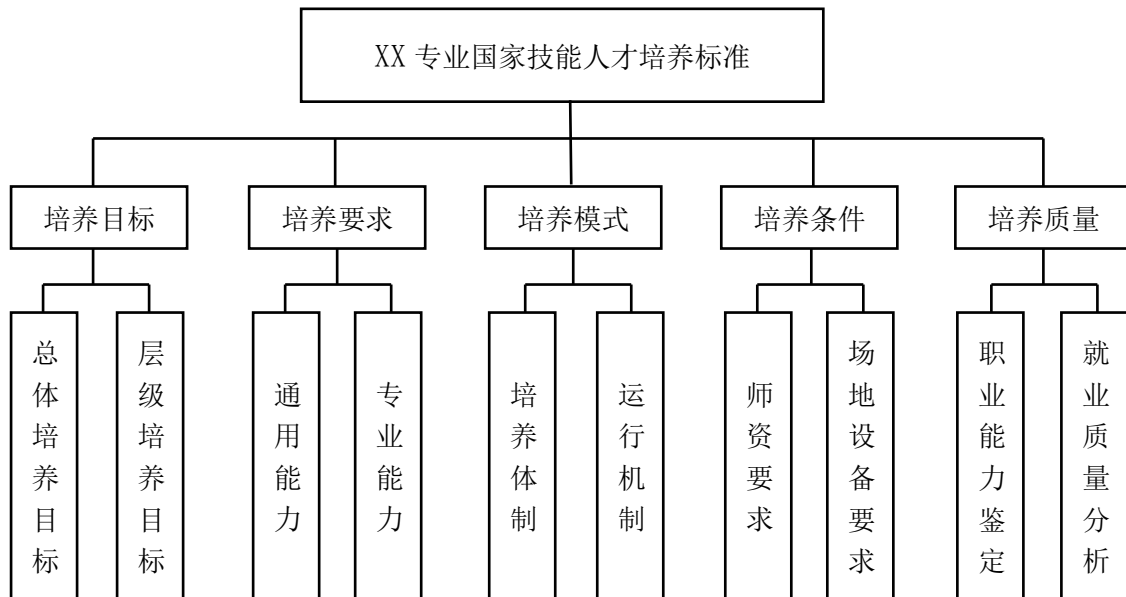 XX 专业国家技能人才培养标准
培养目标
培养要求
培养模式
培养条件
培养质量
总体培养目标
层级培养目标
通用能力
专业能力
培养体制
运行机制
师资要求
场地设备要求
职业能力鉴定
就业质量分析